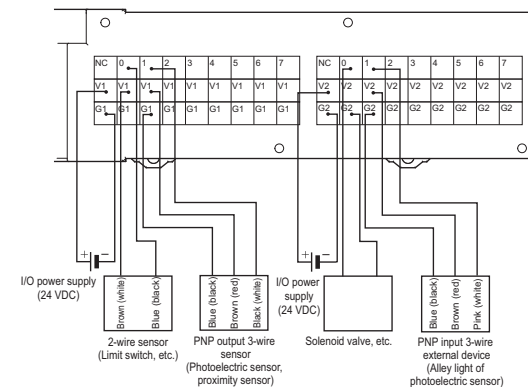 NC 0 1 2 3 4 5 6 7
V1 V1 V1 V1 V1 V1 V1 V1 V1
G1 G1 G1 G1 G1 G1 G1 G1 G1
NC 0 1 2 3 4 5 6 7
V2 V2 V2 V2 V2 V2 V2 V2 V2
G2 G2 G2 G2 G2 G2 G2 G2 G2
+ −
I/O power supply
(24 VDC)
Brown (white)
Blue (black)
2-wire sensor
(Limit switch, etc.)
Blue (black)
Brown (red)
Black (white)
PNP output 3-wire
sensor
(Photoelectric sensor,
proximity sensor)
+ −
I/O power
supply
(24 VDC)
Solenoid valve, etc.
Blue (black)
Brown (red)
Pink (white)
PNP input 3-wire
external device
(Alley light of
photoelectric sensor)